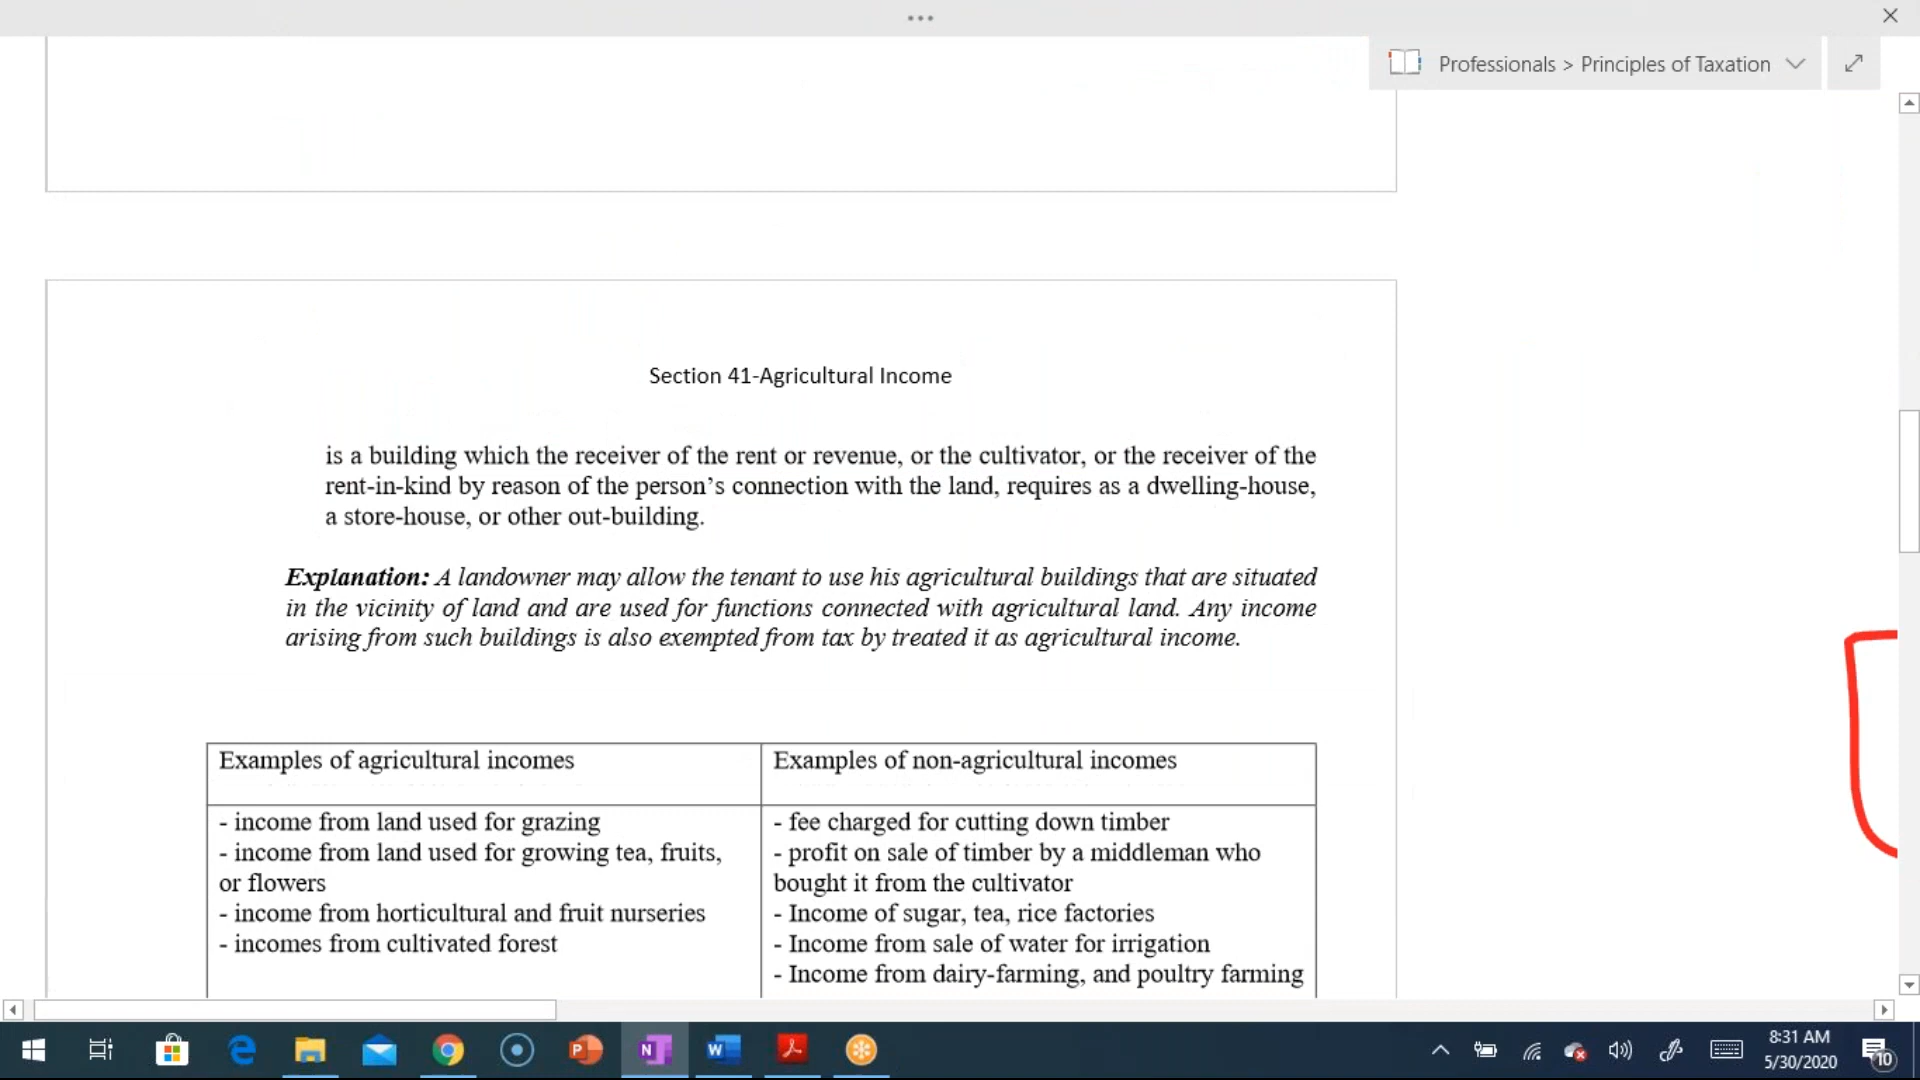 Professionals > Principles of Taxation
Section 41-Agricultural Income
is a building which the receiver of the rent or revenue, or the cultivator, or the receiver of the
rent-in-kind by reason of the person’s connection with the land, requires as a dwelling-house,
a store-house, or other out-building.
Explanation: A landowner may allow the tenant to use his agricultural buildings that are situated
in the vicinity of land and are used for functions connected with agricultural land. Any income
arising from such buildings is also exempted from tax by treated it as agricultural income.
Examples of agricultural incomes
- income from land used for grazing
- income from land used for growing tea, fruits,
or flowers
- income from horticultural and fruit nurseries
- incomes from cultivated forest
Examples of non-agricultural incomes
- fee charged for cutting down timber
- profit on sale of timber by a middleman who
bought it from the cultivator
- Income of sugar, tea, rice factories
- Income from sale of water for irrigation
- Income from dairy-farming, and poultry farming
8:31 AM
5/30/2020
10